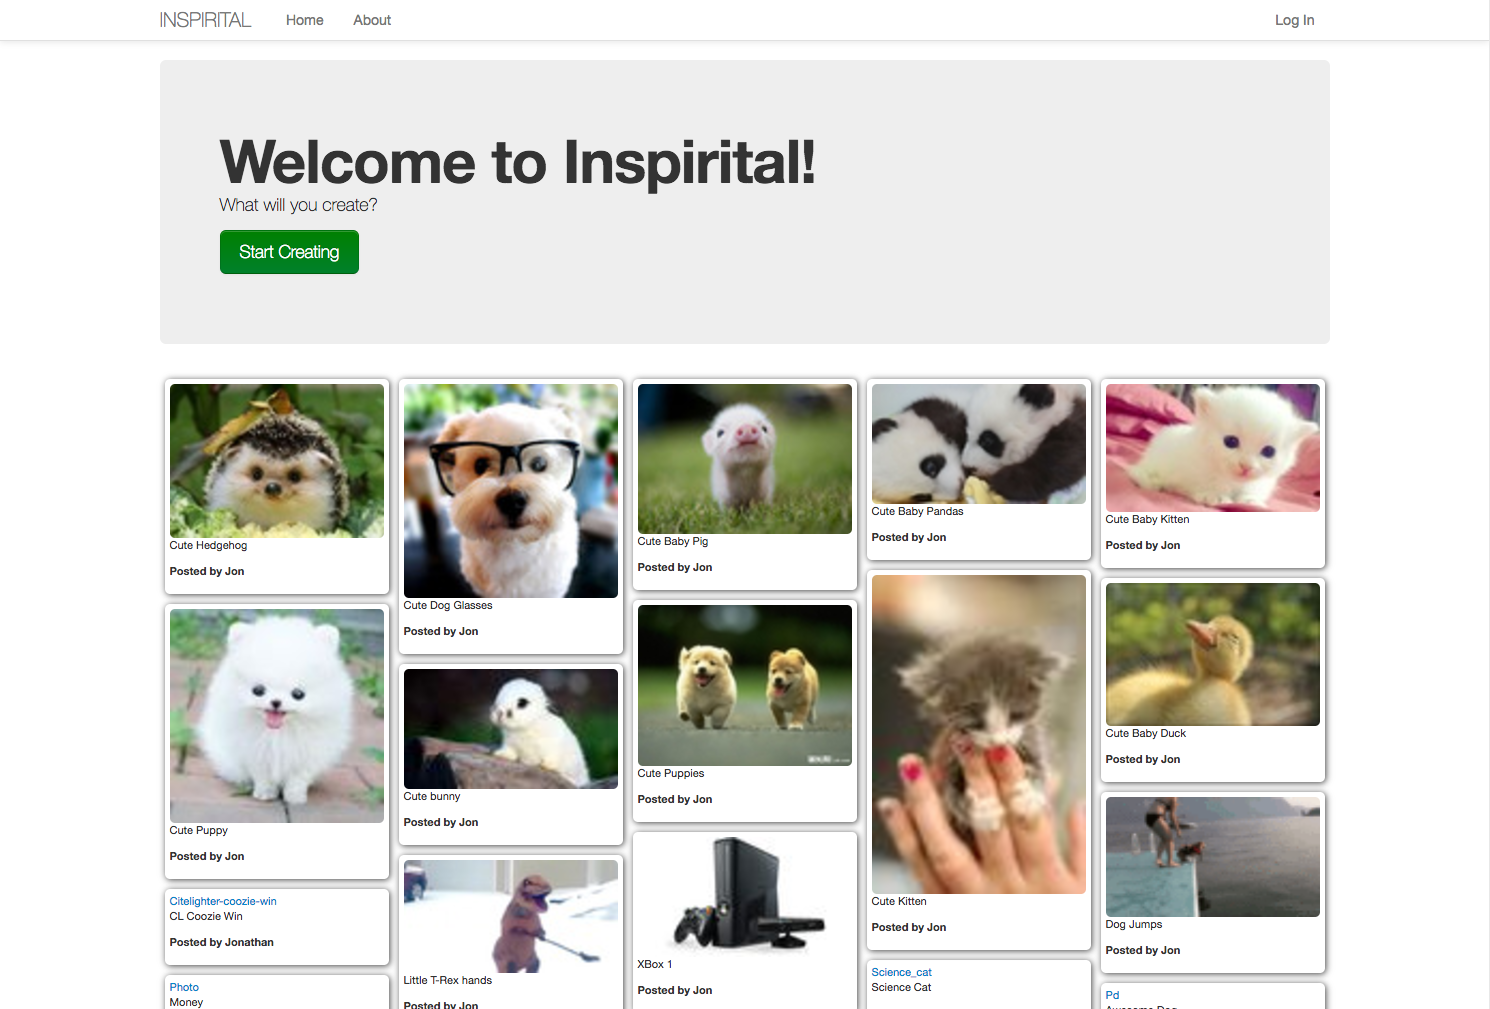 INSPIRITAL
Home
About
Log In
Welcome to Inspirital!
What will you create?
Start Creating
Cute Hedgehog
Posted by Jon
Cute Puppy
Posted by Jon
Citelighter-coozie-win
CL Coozie Win
Posted by Jonathan
Photo
Money
Cute Dog Glasses
Posted by Jon
Cute bunny
Posted by Jon
Little T-Rex hands
Posted by Jon
Cute Baby Pig
Posted by Jon
Cute Puppies
Posted by Jon
XBox 1
Posted by Jon
Cute Baby Pandas
Posted by Jon
Cute Kitten
Posted by Jon
Science_cat
Science Cat
Cute Baby Kitten
Posted by Jon
Cute Baby Duck
Posted by Jon
Dog Jumps
Posted by Jon
Pd
Awesome Dog